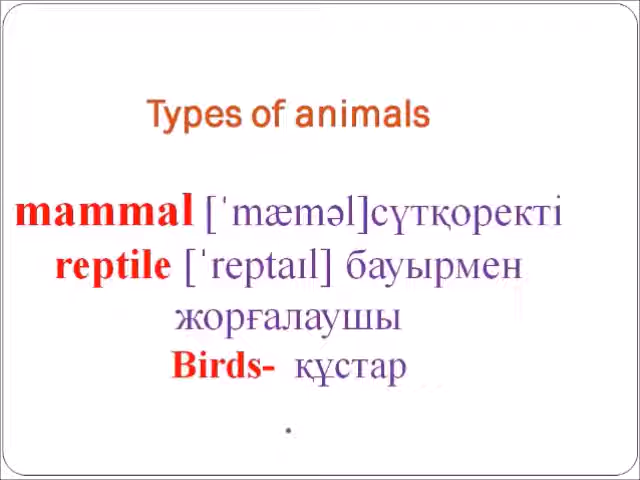 Types of animals
mammal [ˈmæməl]сүтқоректі
reptile [ˈreptaɪl] бауырмен
жорғалаушы
Birds- құстар
.